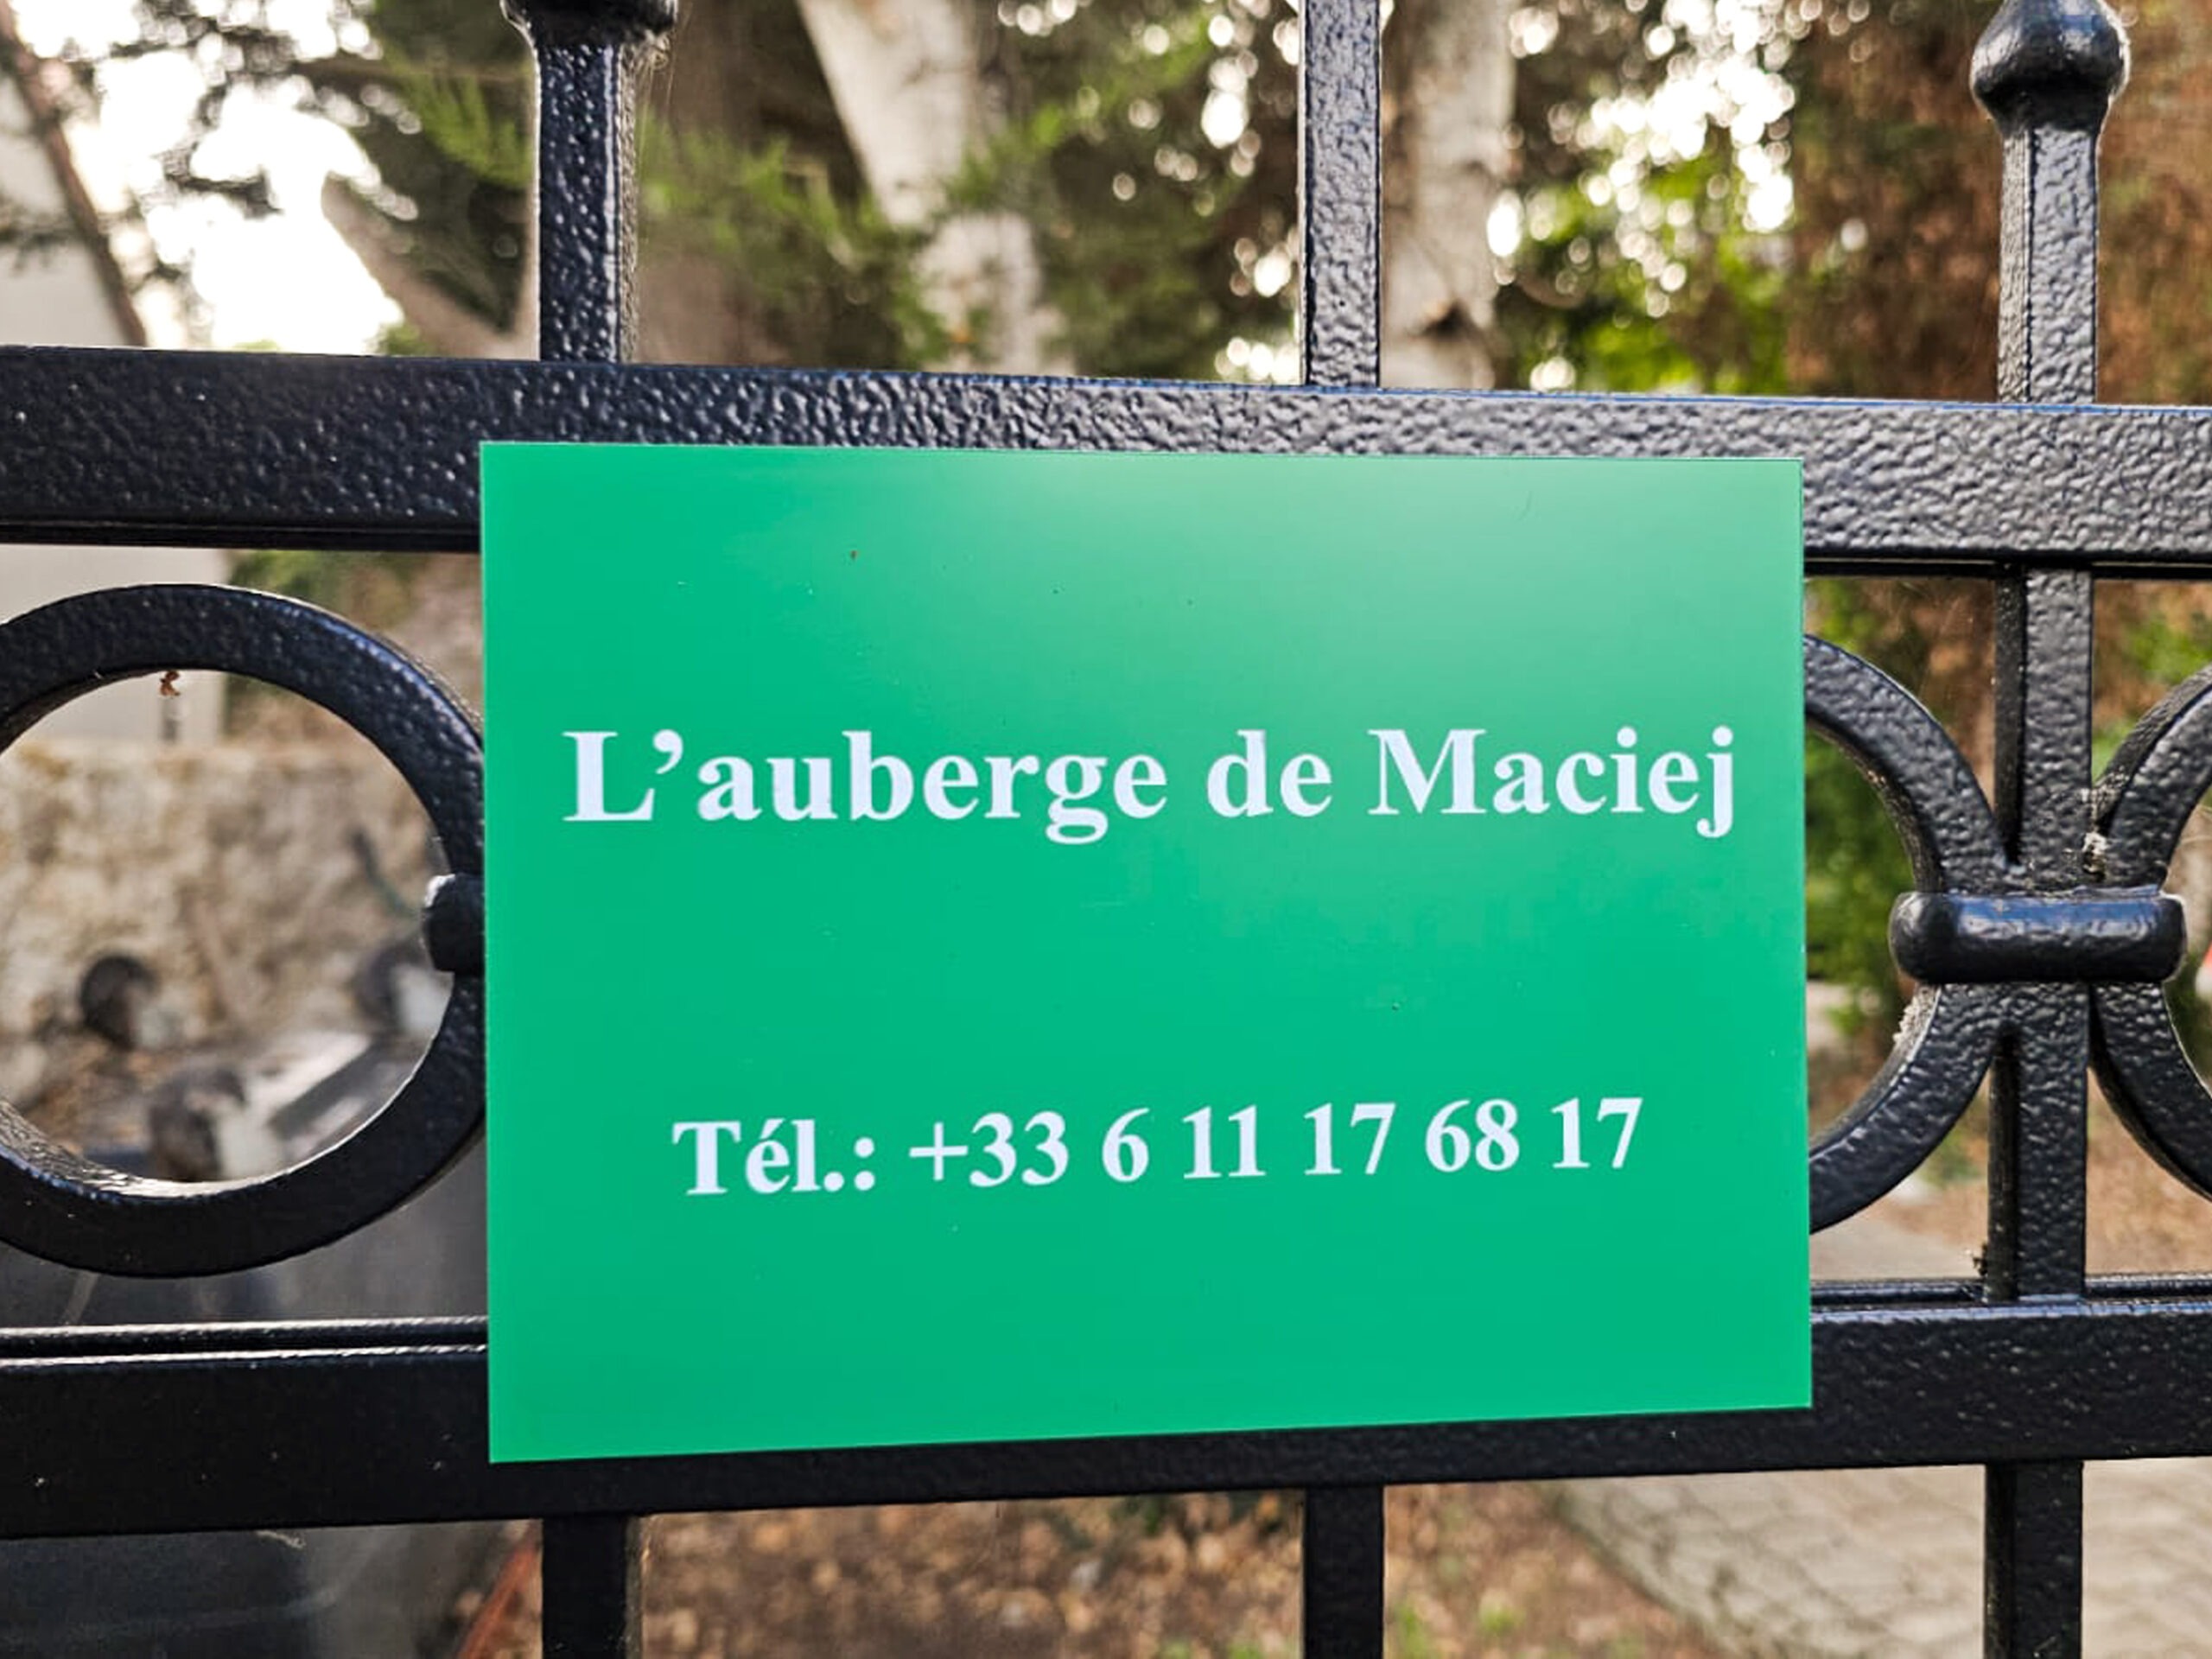 L’auberge de Maciej
Tél.: +33 6 11 17 68 17